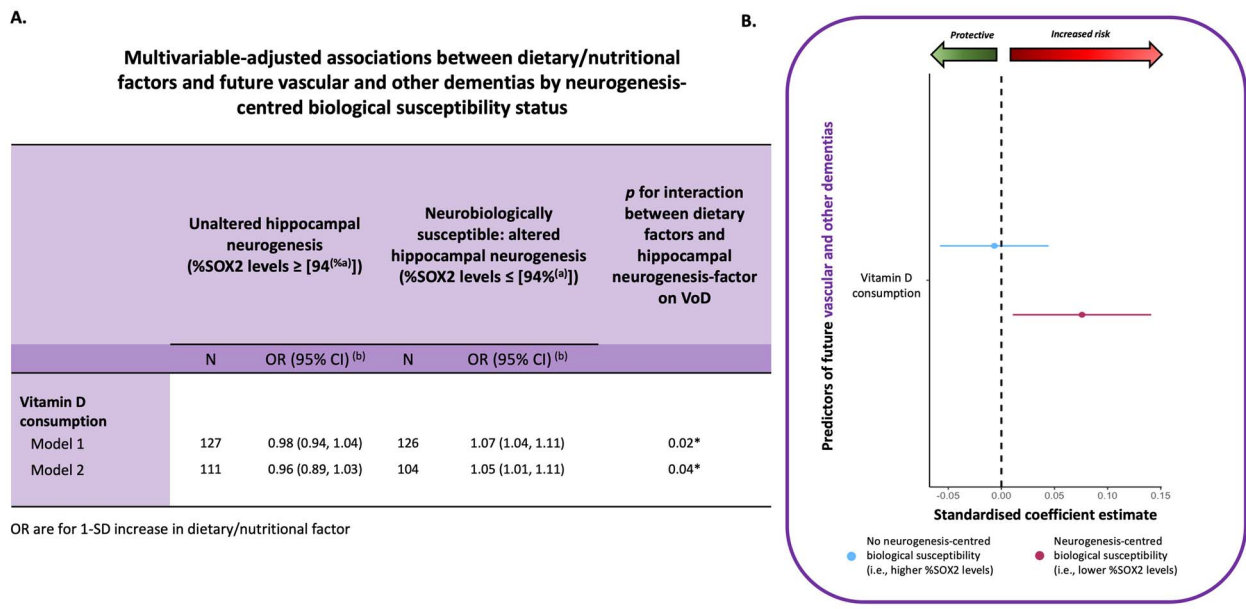 A.
Multivariable-adjusted associations between dietary/nutritional
factors and future vascular and other dementias by neurogenesis-
centred biological susceptibility status
Unaltered hippocampal
neurogenesis
(%SOX2 levels ≥ [94(%a)])
Neurobiologically
susceptible: altered
hippocampal neurogenesis
(%SOX2 levels ≤ [94%(a)])
p for interaction
between dietary
factors and
hippocampal
neurogenesis-factor
on VoD
N OR (95% CI) (b) N OR (95% CI) (b)
Vitamin D
consumption
Model 1 127 0.98 (0.94, 1.04) 126 1.07 (1.04, 1.11) 0.02*
Model 2 111 0.96 (0.89, 1.03) 104 1.05 (1.01, 1.11) 0.04*
OR are for 1-SD increase in dietary/nutritional factor
B.
Protective Increased risk
Predictors of future vascular and other dementias
Vitamin D
consumption
-0.05 0.00 0.05 0.10 0.15
Standardised coefficient estimate
No neurogenesis-centred
biological susceptibility
(i.e., higher %SOX2 levels)
Neurogenesis-centred
biological susceptibility
(i.e., lower %SOX2 levels)